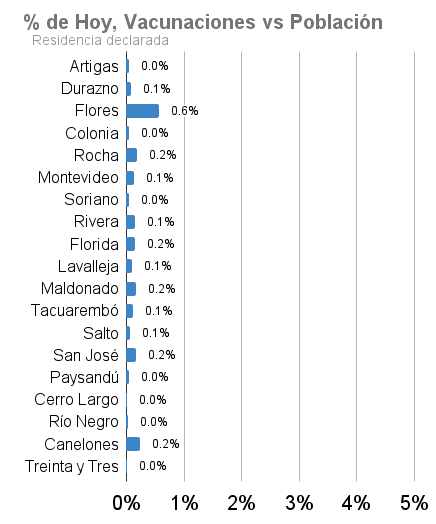 % de Hoy, Vacunaciones vs Población
Residencia declarada
Artigas 0.0%
Durazno 0.1%
Flores 0.6%
Colonia 0.0%
Rocha 0.2%
Montevideo 0.1%
Soriano 0.0%
Rivera 0.1%
Florida 0.2%
Lavalleja 0.1%
Maldonado 0.2%
Tacuarembó 0.1%
Salto 0.1%
San José 0.2%
Paysandú 0.0%
Cerro Largo 0.0%
Río Negro 0.0%
Canelones 0.2%
Treinta y Tres 0.0%
0% 1% 2% 3% 4% 5%